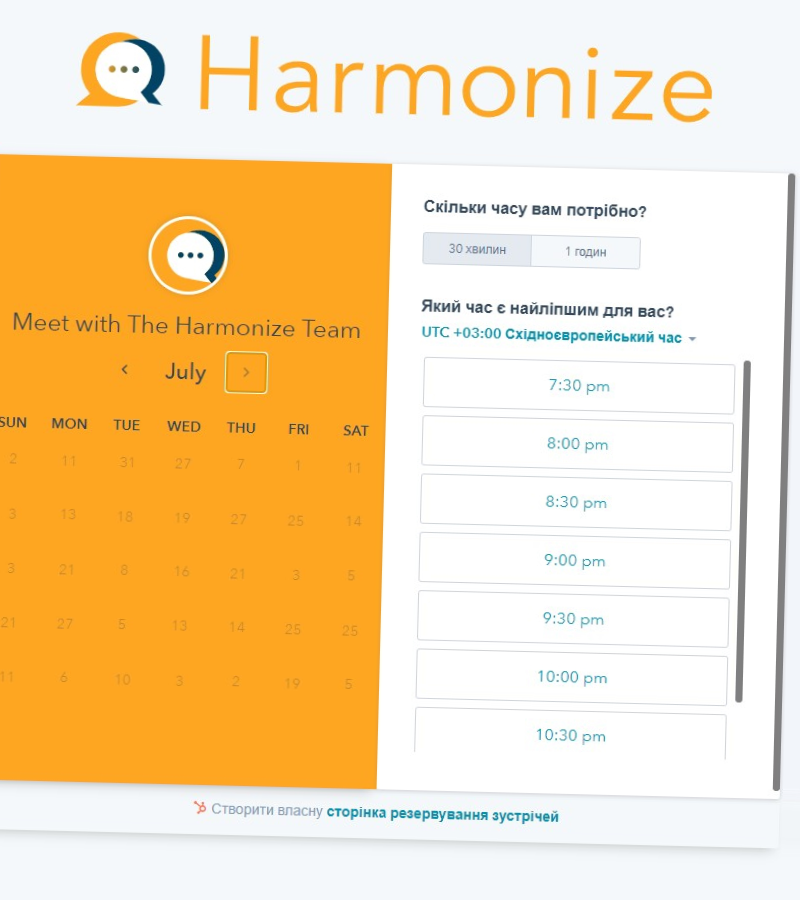 Harmonize
Meet with The Harmonize Team
July
SUN MON TUE WED THU FRI SAT
2 11 31 27 7 1 11
3 13 18 19 27 25 14
3 21 8 16 21 3 5
21 27 5 13 14 25 25
11 6 10 3 2 19 5
Скільки часу вам потрібно?
30 хвилин 1 годин
Який час є найліпшим для вас?
UTC +03:00 Східноєвропейський час
7:30 pm
8:00 pm
8:30 pm
9:00 pm
9:30 pm
10:00 pm
10:30 pm
Створити власну сторінка резервування зустрічей